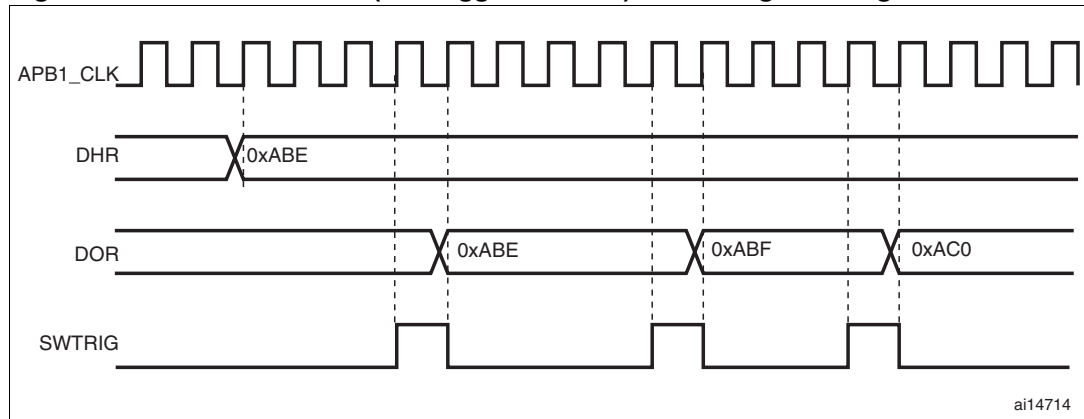 APB1_CLK
DHR
0xABE
DOR
0xABE
0xABF
0xAC0
SWTRIG
ai14714